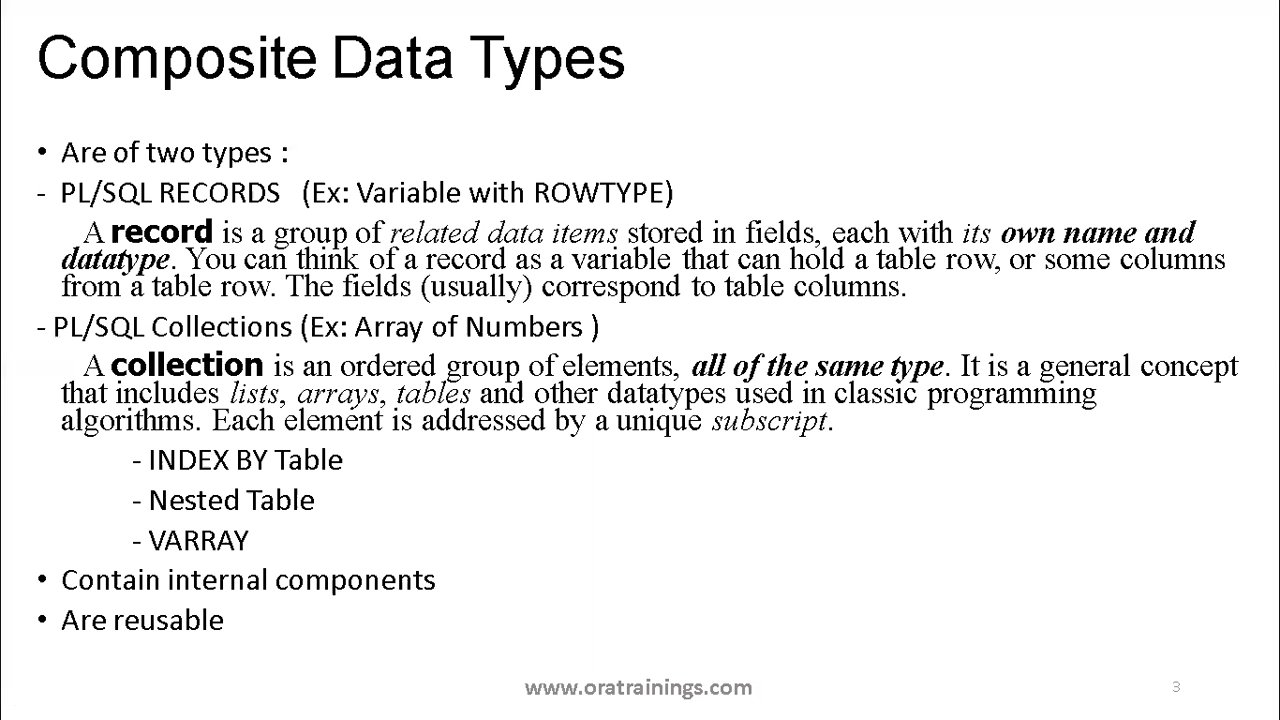 Composite Data Types
• Are of two types :
- PL/SQL RECORDS (Ex: Variable with ROWTYPE)
A record is a group of related data items stored in fields, each with its own name and
datatype. You can think of a record as a variable that can hold a table row, or some columns
from a table row. The fields (usually) correspond to table columns.
- PL/SQL Collections (Ex: Array of Numbers )
A collection is an ordered group of elements, all of the same type. It is a general concept
that includes lists, arrays, tables and other datatypes used in classic programming
algorithms. Each element is addressed by a unique subscript.
- INDEX BY Table
- Nested Table
- VARRAY
• Contain internal components
• Are reusable
www.oratrainings.com
3